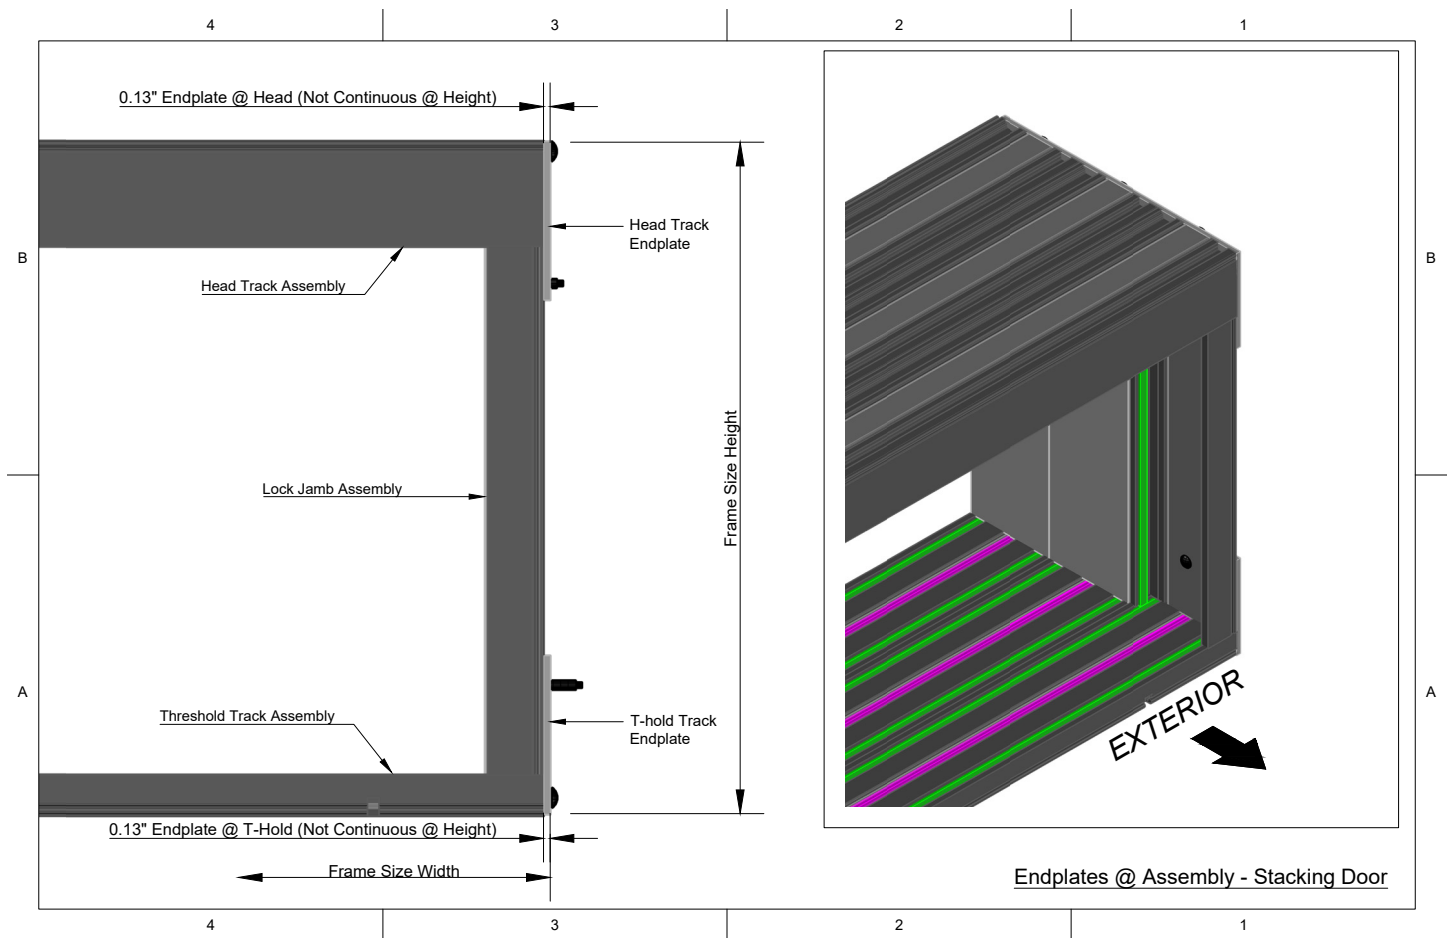 4 3 2 1
0.13" Endplate @ Head (Not Continuous @ Height)
Head Track
Endplate
B B
Head Track Assembly
Frame Size Height
Lock Jamb Assembly
A A
Threshold Track Assembly
T-hold Track
Endplate
EXTERIOR
0.13" Endplate @ T-Hold (Not Continuous @ Height)
Frame Size Width
Endplates @ Assembly - Stacking Door
4 3 2 1